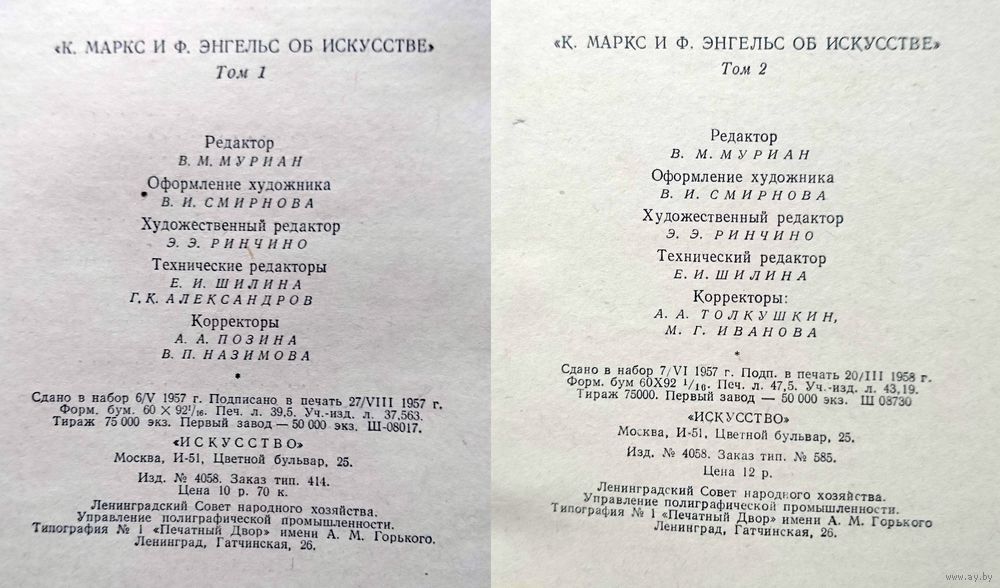 «К. МАРКС И Ф. ЭНГЕЛЬС ОБ ИСКУССТВЕ»
Том 1
Редактор
В. М. МУРИАН
Оформление художника
В. И. СМИРНОВА
Художественный редактор
Э. Э. РИНЧИНО
Технические редакторы
Е. И. ШИЛИНА
Г. К. АЛЕКСАНДРОВ
Корректоры
А. А. ПОЗИНА
В. П. НАЗИМОВА
*
Сдано в набор 6/V 1957 г. Подписано в печать 27/VIII 1957 г.
Форм. бум. 60 × 92¹/₁₆. Печ. л. 39,5. Уч.-изд. л. 37,563.
Тираж 75 000 экз. Первый завод — 50 000 экз. Ш-08017.
«ИСКУССТВО»
Москва, И-51, Цветной бульвар, 25.
Изд. № 4058. Заказ тип. 414.
Цена 10 р. 70 к.
Ленинградский Совет народного хозяйства.
Управление полиграфической промышленности.
Типография № 1 «Печатный Двор» имени А. М. Горького.
Ленинград, Гатчинская, 26.
«К. МАРКС И Ф. ЭНГЕЛЬС ОБ ИСКУССТВЕ»
Том 2
Редактор
В. М. МУРИАН
Оформление художника
В. И. СМИРНОВА
Художественный редактор
Э. Э. РИНЧИНО
Технический редактор
Е. И. ШИЛИНА
Корректоры:
А. А. ТОЛКУШКИН,
М. Г. ИВАНОВА
*
Сдано в набор 7/VI 1957 г. Подп. в печать 20/III 1958 г.
Форм. бум 60Х92 ¹/₁₆. Печ. л. 47,5. Уч.-изд. л. 43,19.
Тираж 75000. Первый завод — 50 000 экз. Ш 08730
«ИСКУССТВО»
Москва, И-51, Цветной бульвар, 25.
Изд. № 4058. Заказ тип. № 585.
Цена 12 р.
Ленинградский Совет народного хозяйства.
Управление полиграфической промышленности.
Типография № 1 «Печатный Двор» имени А. М. Горького
Ленинград, Гатчинская, 26.
www.ay.by